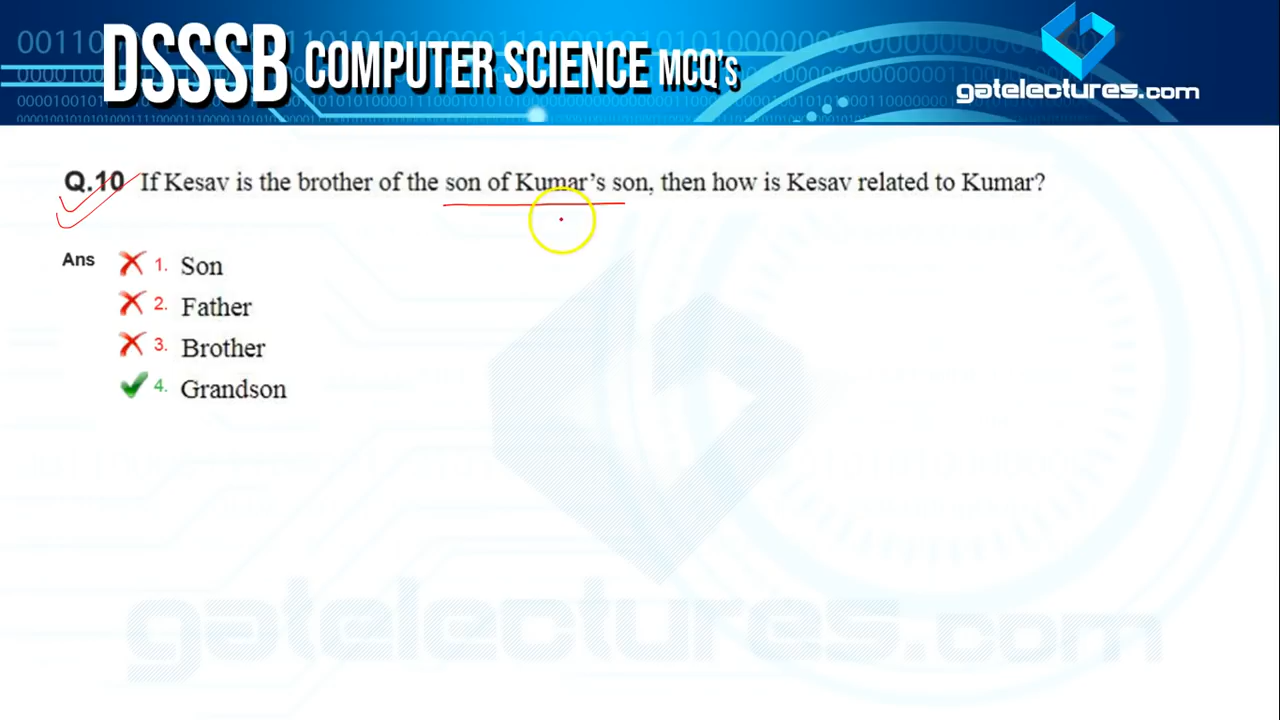 DSSSB COMPUTER SCIENCE MCQ's
gatelectures.com
Q.10 If Kesav is the brother of the son of Kumar's son, then how is Kesav related to Kumar?
Ans 1. Son
2. Father
3. Brother
4. Grandson
gatelectures.com